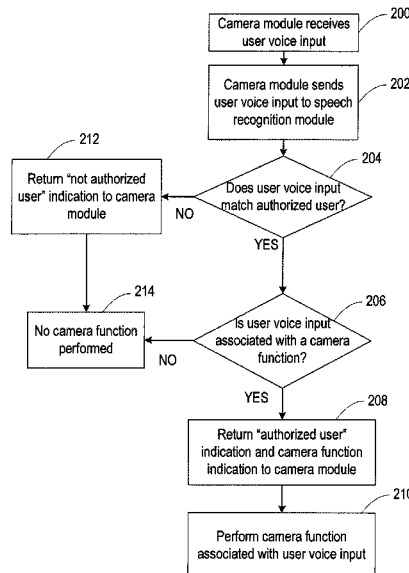 200
Camera module receives
user voice input
202
Camera module sends
user voice input to speech
recognition module
204
Does user voice input
match authorized user?
NO
YES
212
Return "not authorized
user" indication to camera
module
214
No camera function
performed
206
Is user voice input
associated with a camera
function?
NO
YES
208
Return "authorized user"
indication and camera function
indication to camera module
210
Perform camera function
associated with user voice input